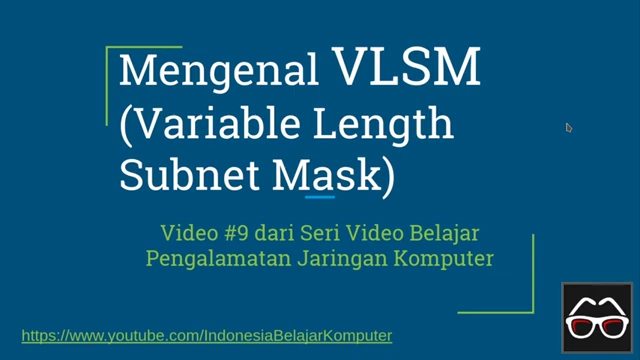 Mengenal VLSM
(Variable Length
Subnet Mask)
Video #9 dari Seri Video Belajar
Pengalamatan Jaringan Komputer
https://www.youtube.com/IndonesiaBelajarKomputer